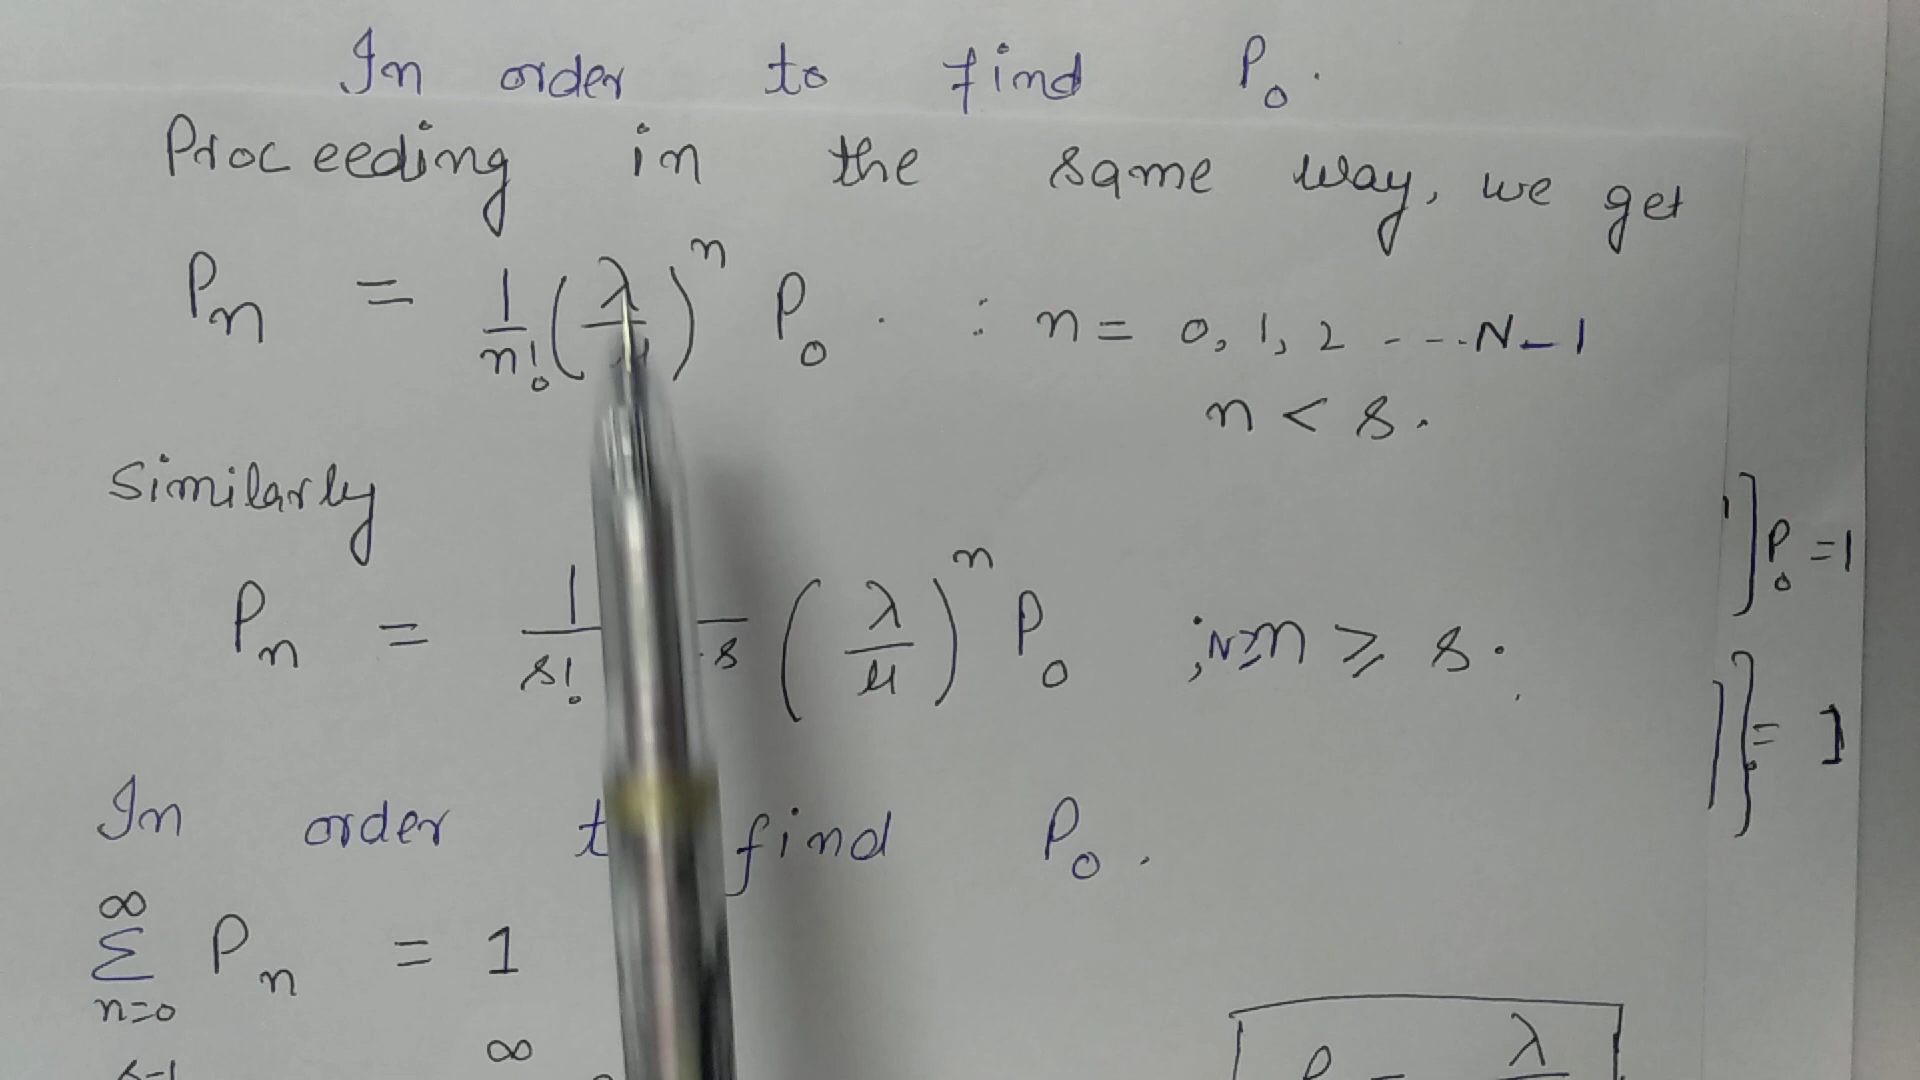 In order to find P₀.
Proceeding in the same way, we get
Pₙ = 1/n! (λ/μ)ⁿ P₀ . ; n = 0, 1, 2 ---. N-1
n < s.
Similarly
Pₙ = 1/s! s (λ/μ)ⁿ P₀ ; N≥n ≥ s.
] P₀ = 1
] = 1
In order t find P₀.
∞
Σ Pₙ = 1
n=0
s-1 ∞
λ